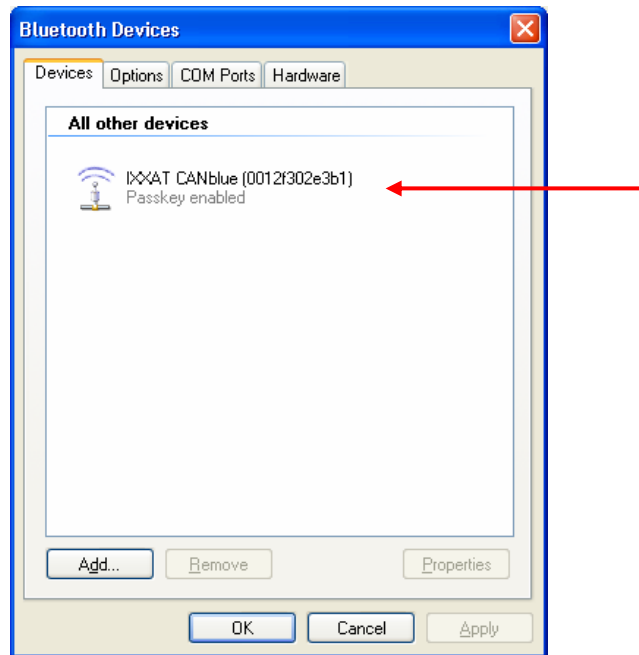 Bluetooth Devices
Devices Options COM Ports Hardware
All other devices
IXXAT CANblue (0012f302e3b1)
Passkey enabled
Add... Remove Properties
OK Cancel Apply